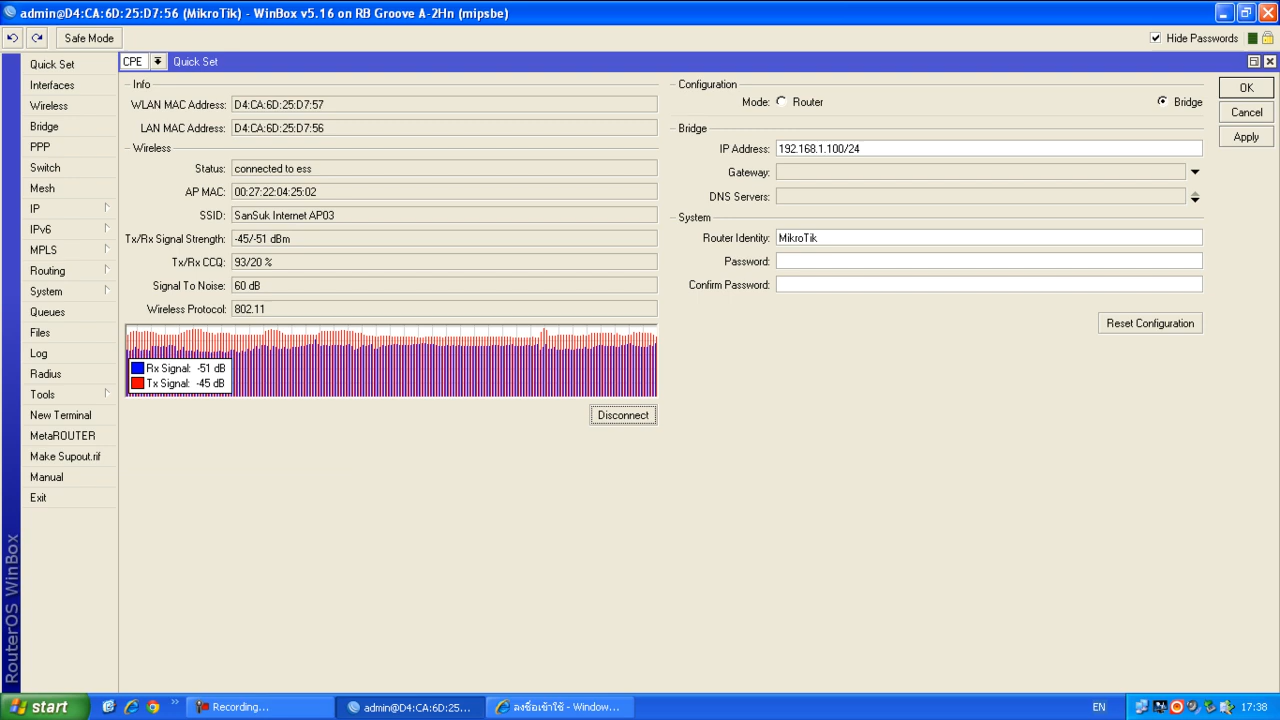 admin@D4:CA:6D:25:D7:56 (MikroTik) - WinBox v5.16 on RB Groove A-2Hn (mipsbe)
Safe Mode
Hide Passwords
Quick Set
Interfaces
Wireless
Bridge
PPP
Switch
Mesh
IP
IPv6
MPLS
Routing
System
Queues
Files
Log
Radius
Tools
New Terminal
MetaROUTER
Make Supout.rif
Manual
Exit
RouterOS WinBox
CPE
Quick Set
Info
WLAN MAC Address: D4:CA:6D:25:D7:57
LAN MAC Address: D4:CA:6D:25:D7:56
Wireless
Status: connected to ess
AP MAC: 00:27:22:04:25:02
SSID: SanSuk Internet AP03
Tx/Rx Signal Strength: -45/-51 dBm
Tx/Rx CCQ: 93/20 %
Signal To Noise: 60 dB
Wireless Protocol: 802.11
Rx Signal: -51 dB
Tx Signal: -45 dB
Disconnect
Configuration
Mode: Router Bridge
Bridge
IP Address: 192.168.1.100/24
Gateway:
DNS Servers:
System
Router Identity: MikroTik
Password:
Confirm Password:
Reset Configuration
OK
Cancel
Apply
start
Recording...
admin@D4:CA:6D:25...
ลงชื่อเข้าใช้ - Window...
EN
17:38